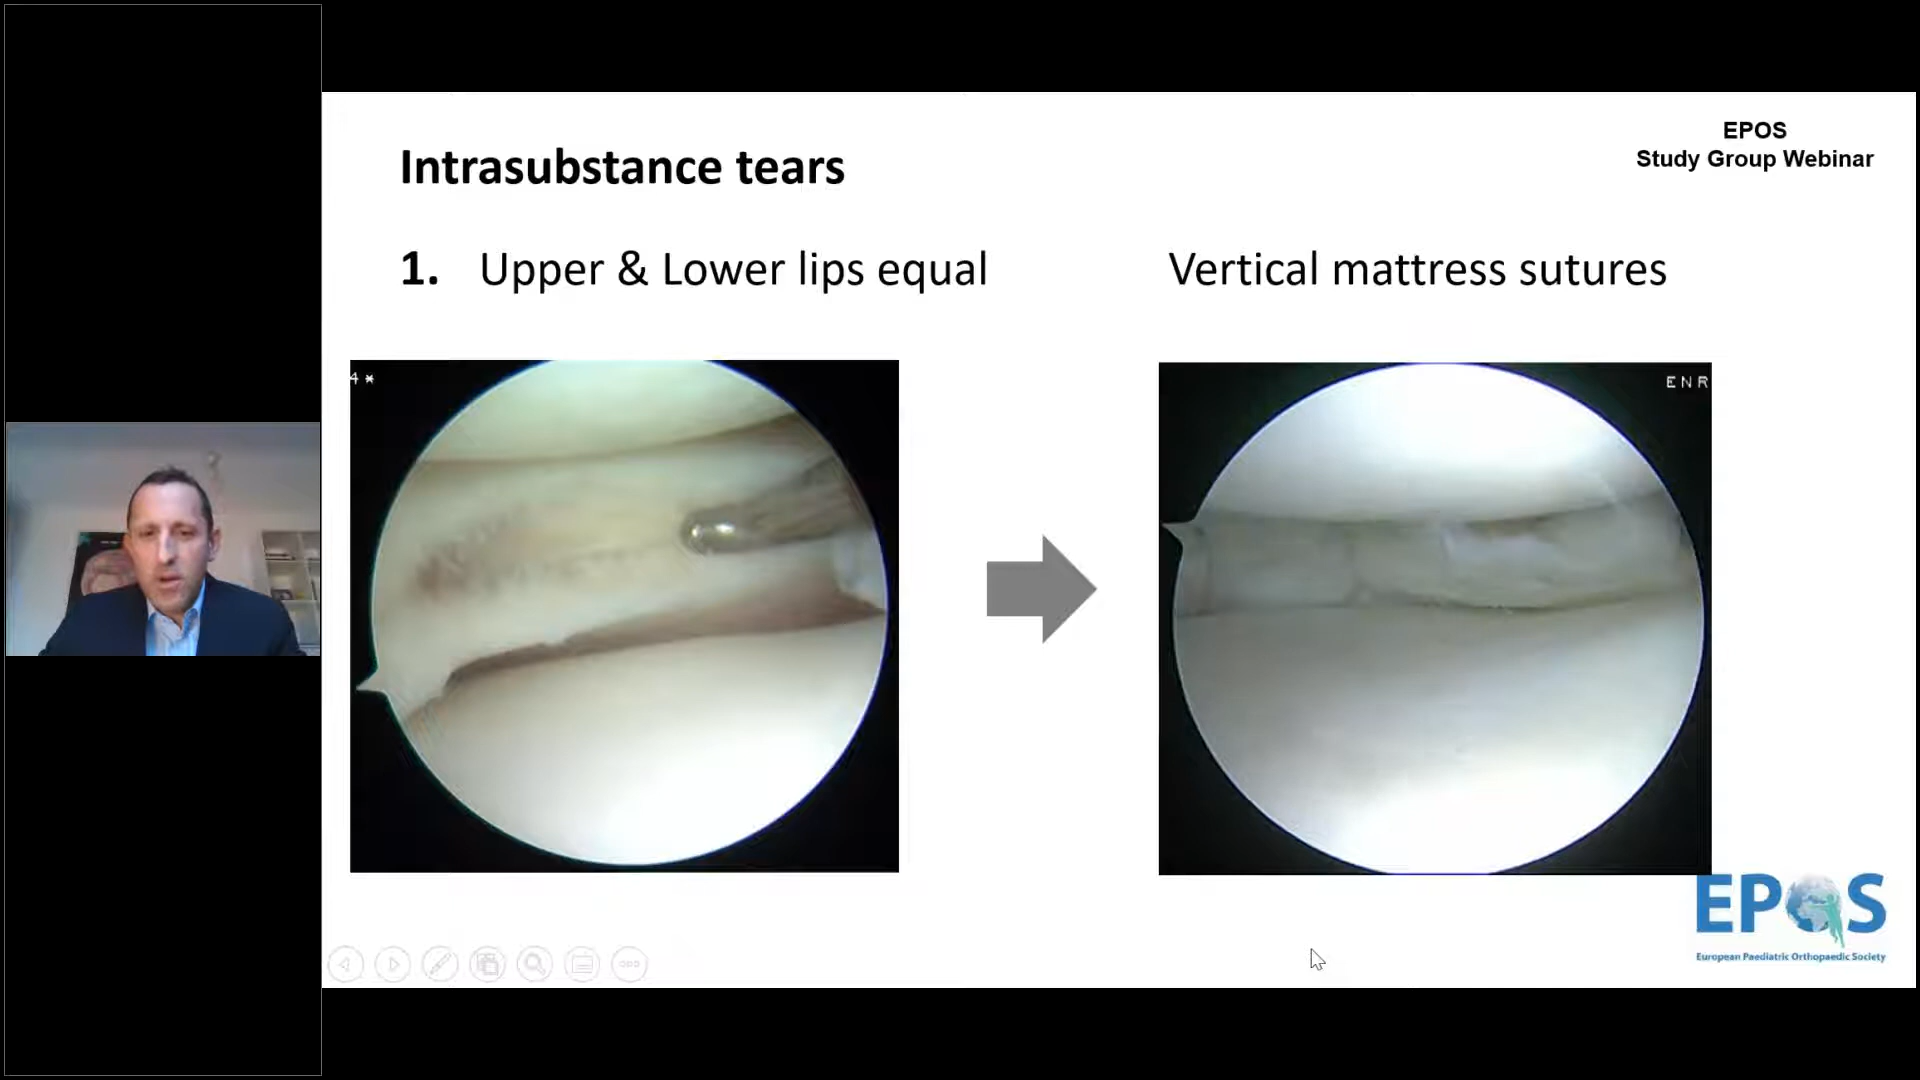 EPOS
Study Group Webinar
Intrasubstance tears
1. Upper & Lower lips equal
Vertical mattress sutures
4 *
ENR
EPOS
European Paediatric Orthopaedic Society